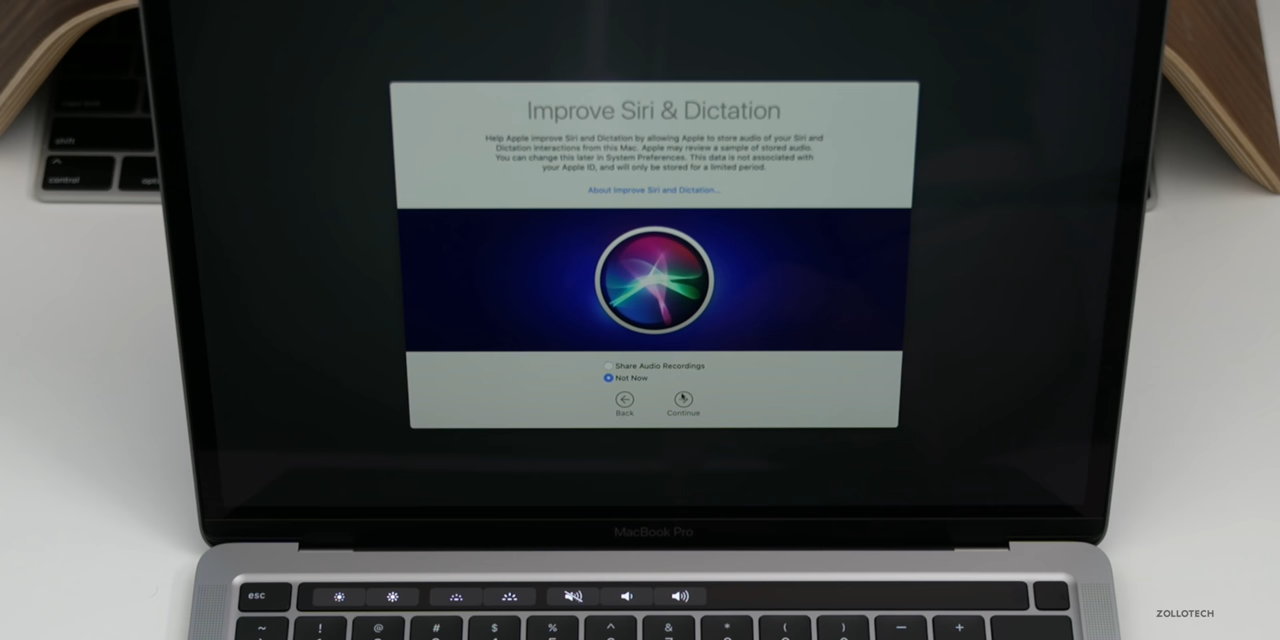 Improve Siri & Dictation
Help Apple improve Siri and Dictation by allowing Apple to store audio of your Siri and
Dictation interactions from this Mac. Apple may review a sample of stored audio.
You can change this later in System Preferences. This data is not associated with
your Apple ID, and will only be stored for a limited period.
About Improve Siri and Dictation...
shift
control
Share Audio Recordings
Not Now
Back
Continue
MacBook Pro
esc
~ ! @ # $ % ^ & * ( ) — +
ZOLLOTECH